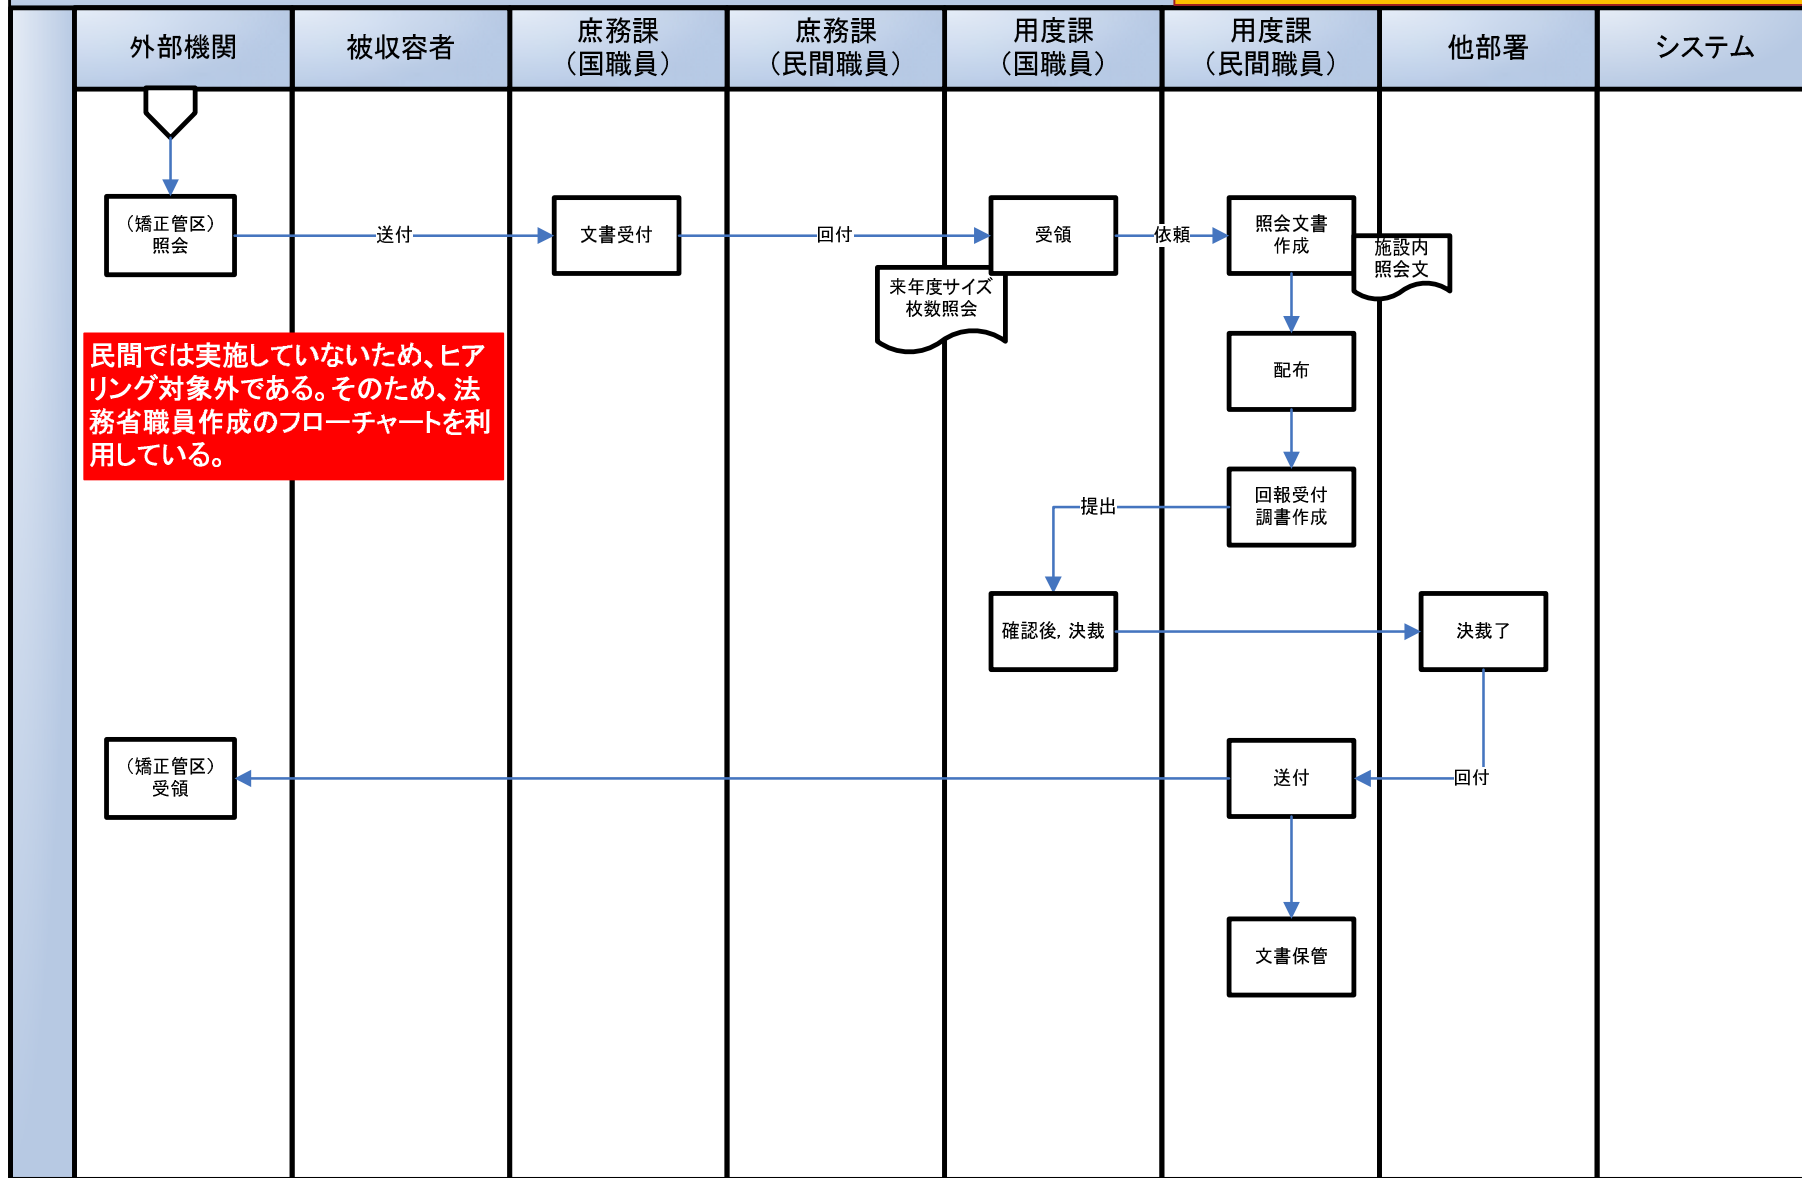 外部機関
被収容者
庶務課
（国職員）
庶務課
（民間職員）
用度課
（国職員）
用度課
（民間職員）
他部署
システム
（矯正管区）
照会
送付
文書受付
回付
受領
依頼
照会文書
作成
施設内
照会文
来年度サイズ
枚数照会
民間では実施していないため、ヒア
リング対象外である。そのため、法
務省職員作成のフローチャートを利
用している。
配布
回報受付
調書作成
提出
確認後，決裁
決裁了
（矯正管区）
受領
送付
回付
文書保管